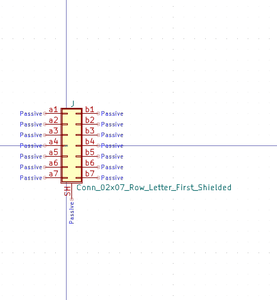 J
Passive a1 b1 Passive
Passive a2 b2 Passive
Passive a3 b3 Passive
Passive a4 b4 Passive
Passive a5 b5 Passive
Passive a6 b6 Passive
Passive a7 b7 Passive
SH
Conn_02x07_Row_Letter_First_Shielded
Passive